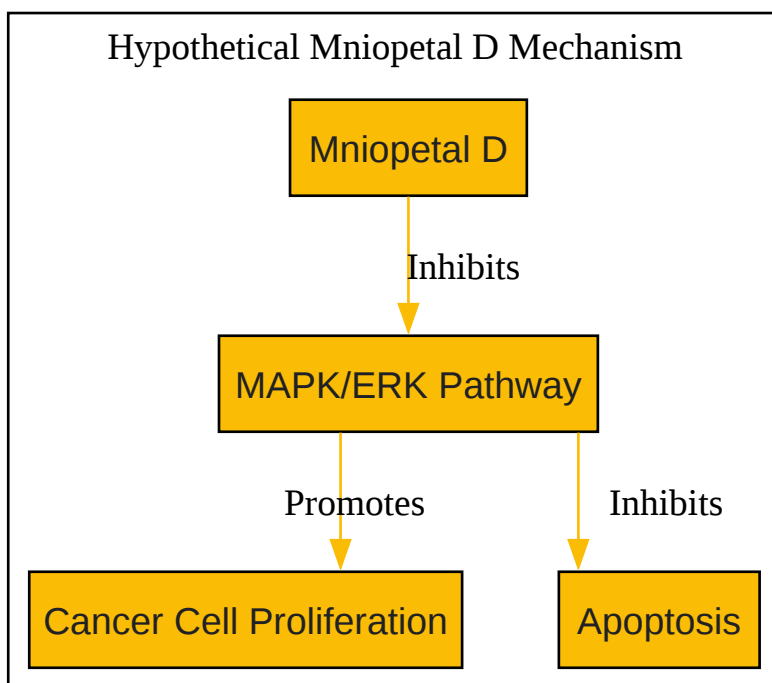 Hypothetical Mniopetal D Mechanism
Mniopetal D
Inhibits
MAPK/ERK Pathway
Promotes
Inhibits
Cancer Cell Proliferation
Apoptosis